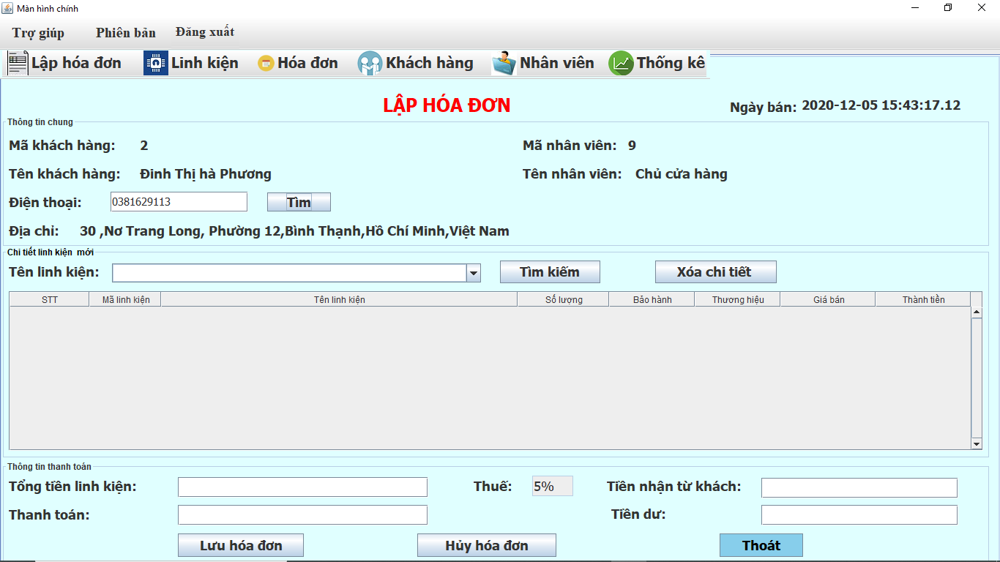 Màn hình chính
Trợ giúp Phiên bản Đăng xuất
Lập hóa đơn Linh kiện Hóa đơn Khách hàng Nhân viên Thống kê
LẬP HÓA ĐƠN
Ngày bán: 2020-12-05 15:43:17.12
Thông tin chung
Mã khách hàng: 2 Mã nhân viên: 9
Tên khách hàng: Đinh Thị hà Phương Tên nhân viên: Chủ cửa hàng
Điện thoại: 0381629113 Tìm
Địa chỉ: 30 ,Nơ Trang Long, Phường 12,Bình Thạnh,Hồ Chí Minh,Việt Nam
Chi tiết linh kiện mới
Tên linh kiện: Tìm kiếm Xóa chi tiết
STT Mã linh kiện Tên linh kiện Số lượng Bảo hành Thương hiệu Giá bán Thành tiền
Thông tin thanh toán
Tổng tiền linh kiện: Thuế: 5% Tiền nhận từ khách:
Thanh toán: Tiền dư:
Lưu hóa đơn Hủy hóa đơn Thoát